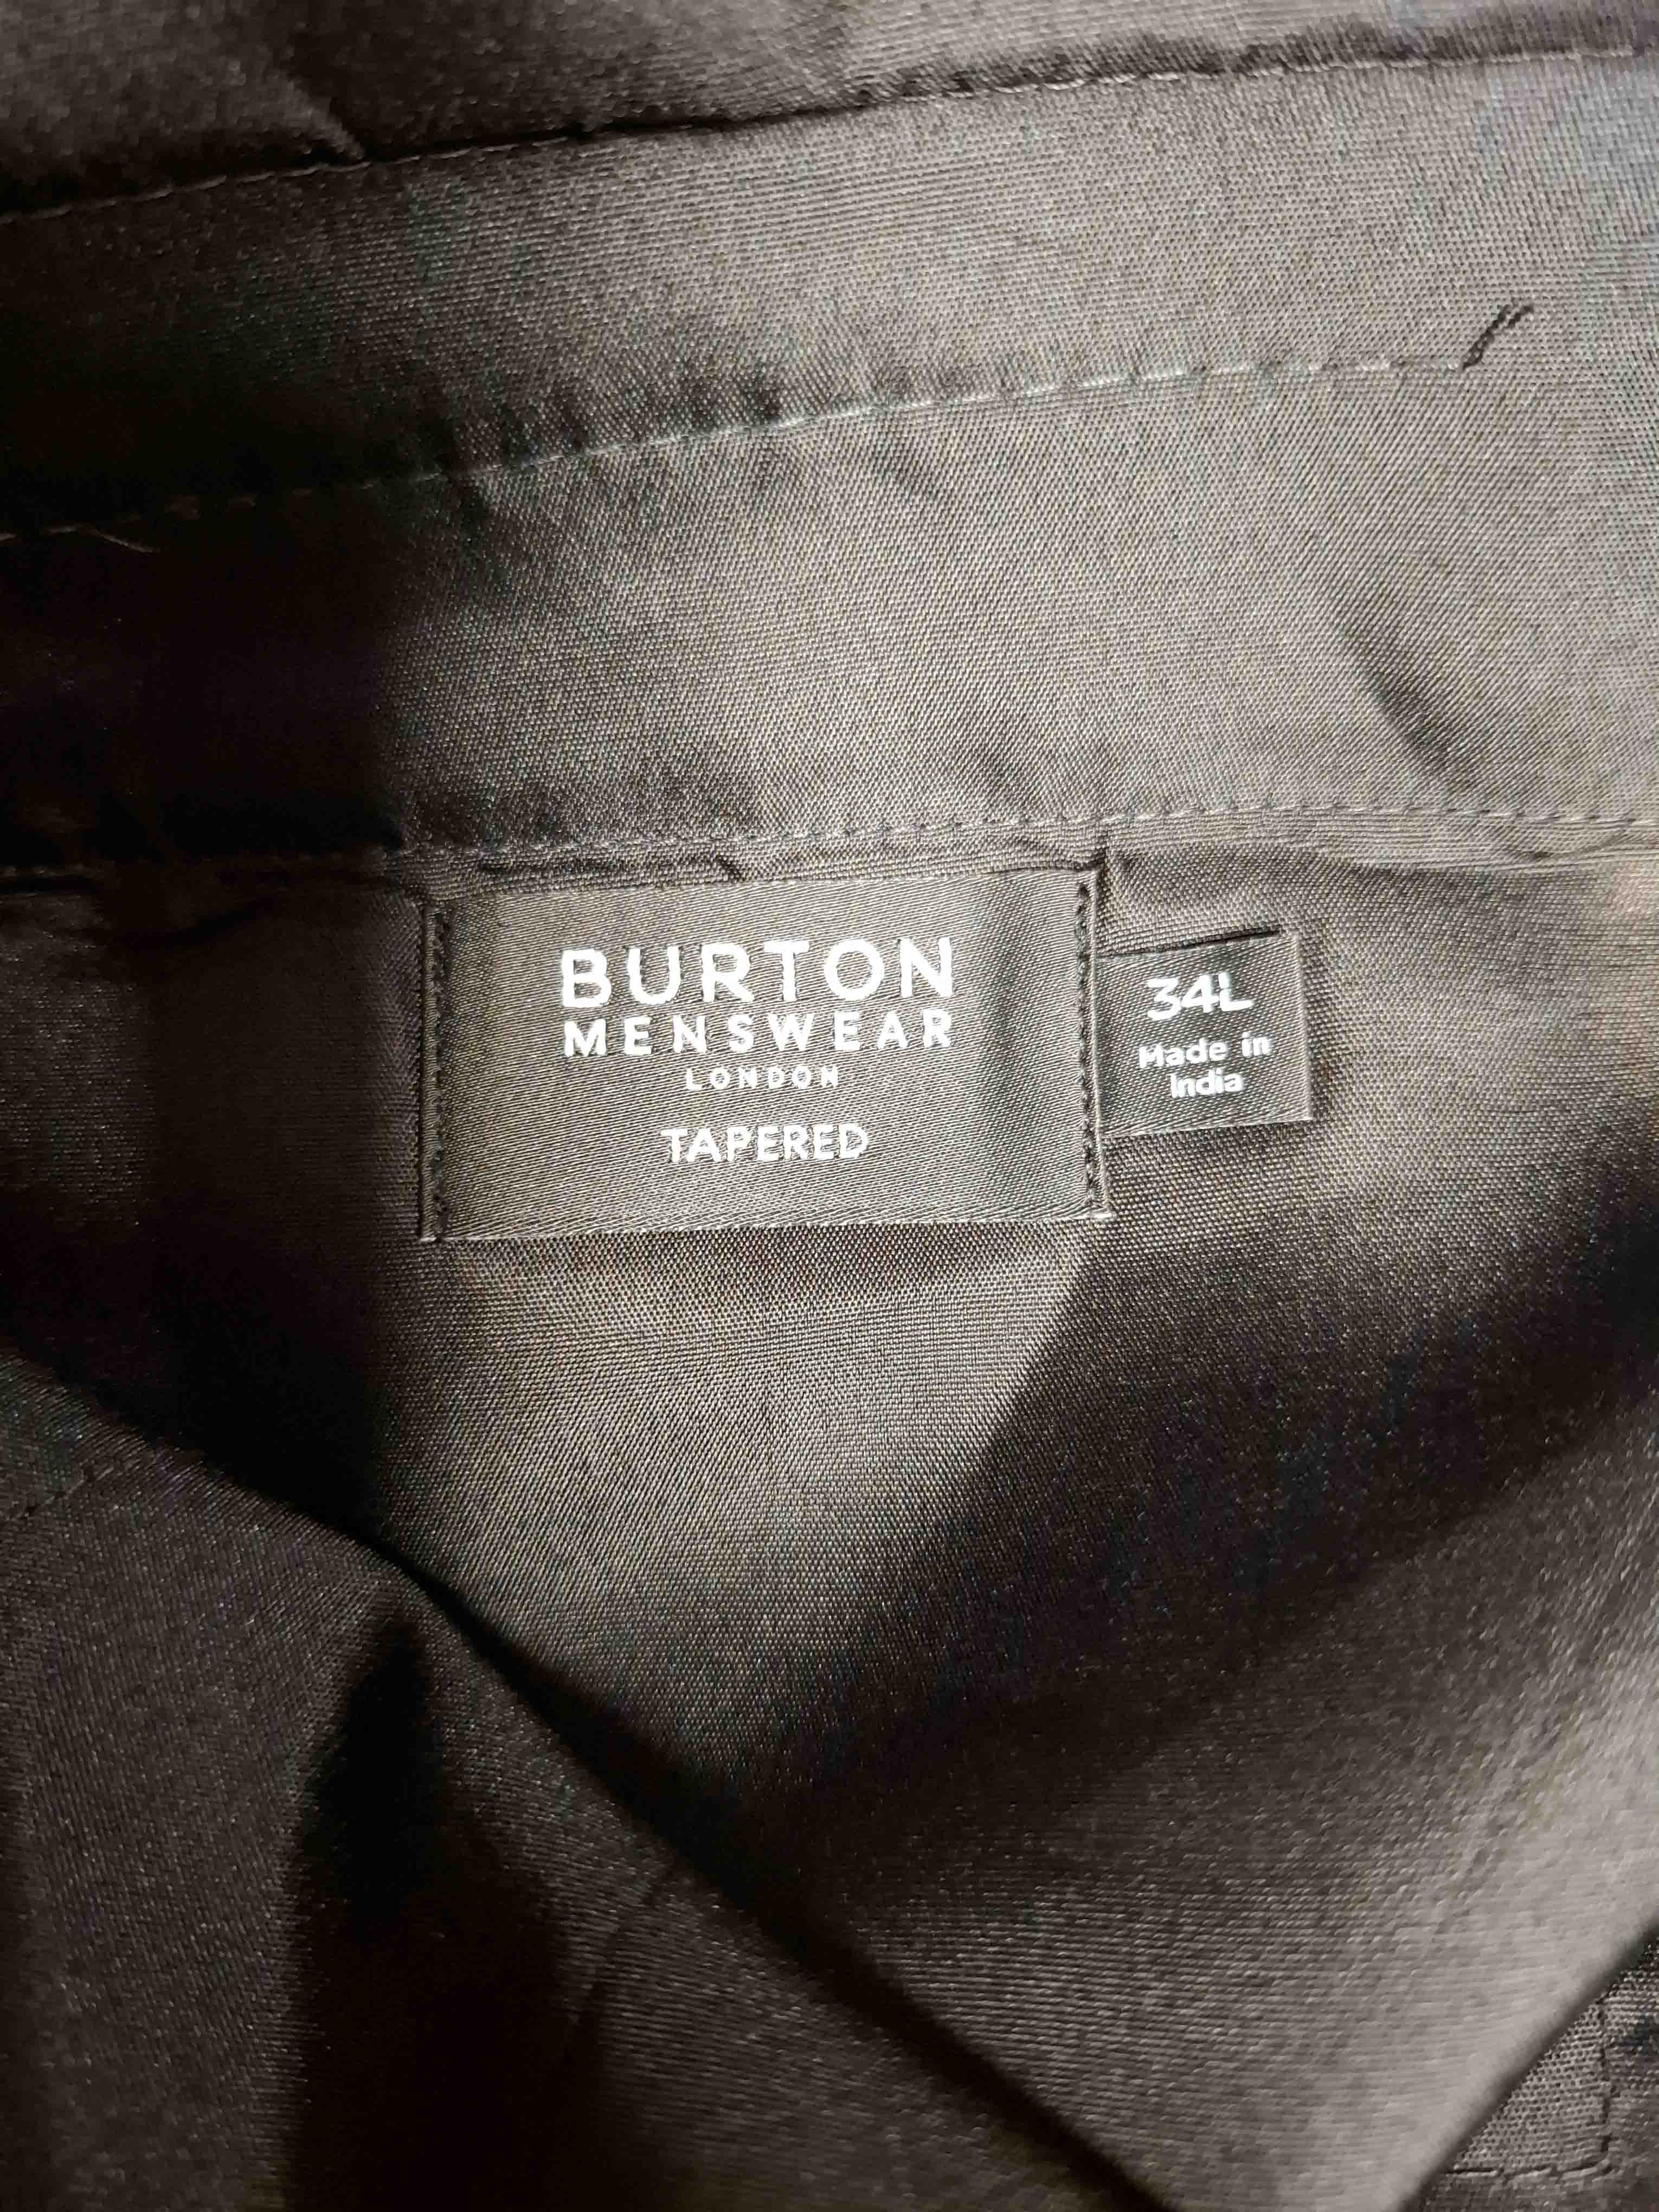 BURTON
MENSWEAR
LONDON
TAPERED
34L
Made in
India